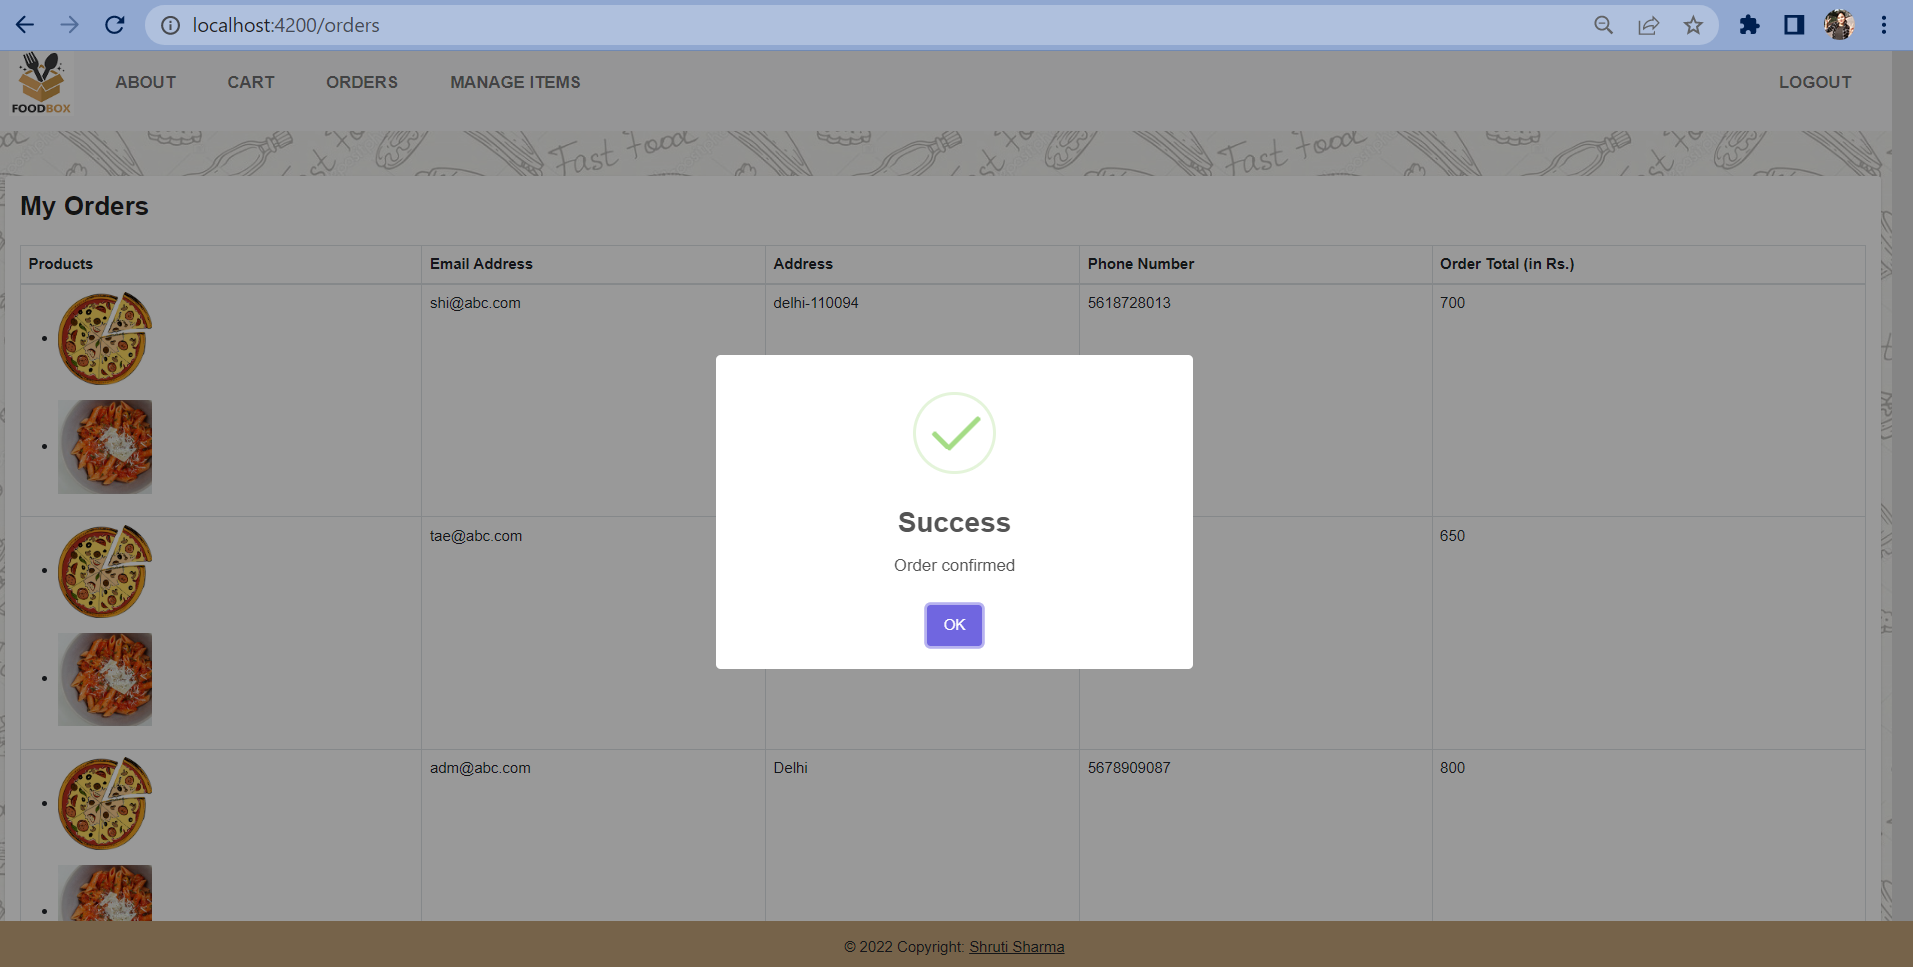 localhost:4200/orders
FOODBOX
ABOUT CART ORDERS MANAGE ITEMS LOGOUT
Fast Food Fast Food
My Orders
Products Email Address Address Phone Number Order Total (in Rs.)
shi@abc.com delhi-110094 5618728013 700
tae@abc.com 650
adm@abc.com Delhi 5678909087 800
Success
Order confirmed
OK
© 2022 Copyright: Shruti Sharma